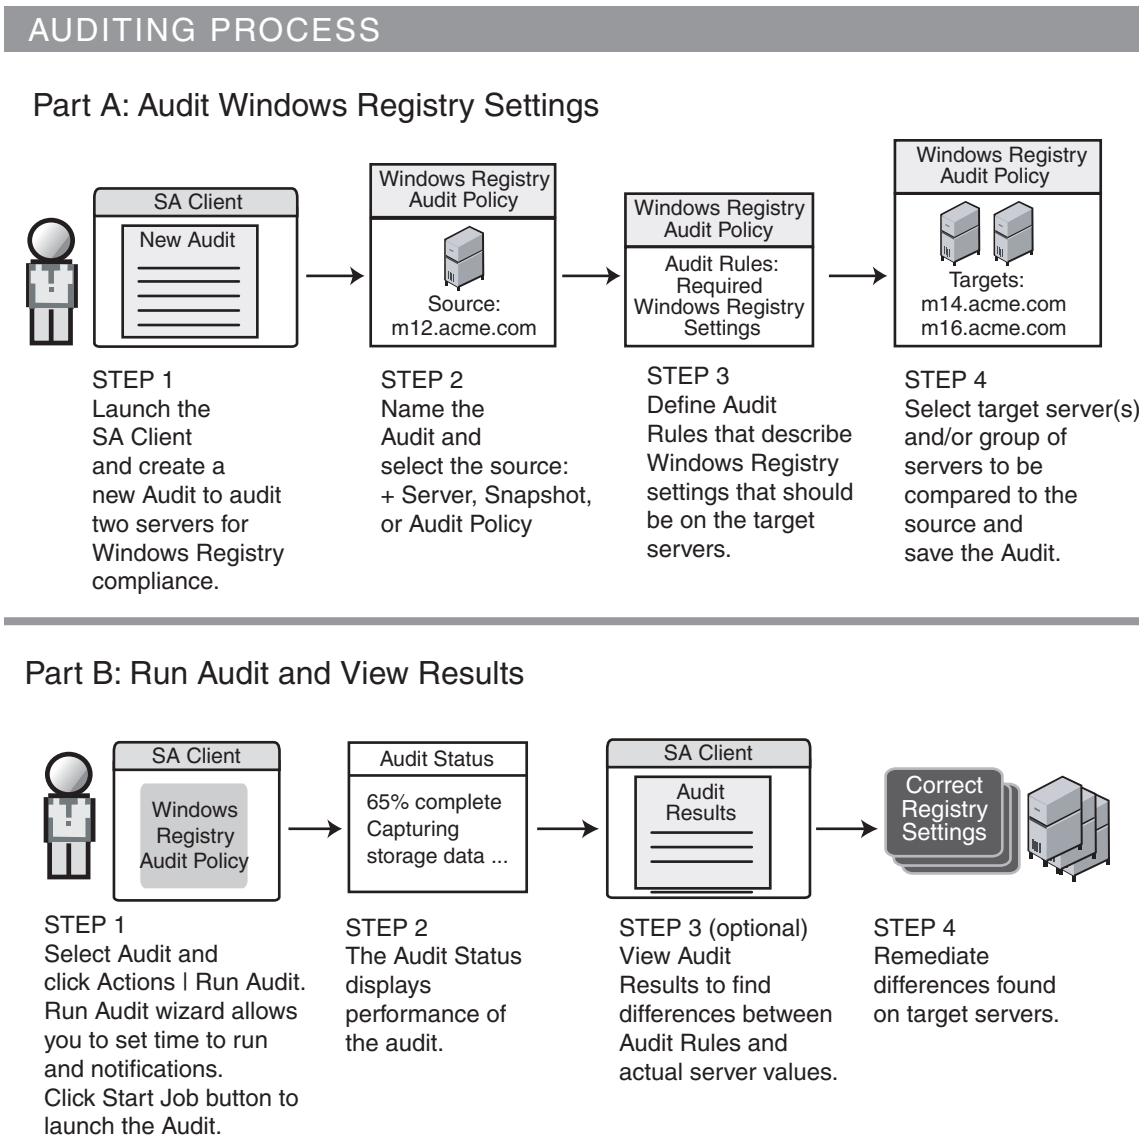 AUDITING PROCESS
Part A: Audit Windows Registry Settings
SA Client
New Audit
STEP 1
Launch the
SA Client
and create a
new Audit to audit
two servers for
Windows Registry
compliance.
Windows Registry
Audit Policy
Source:
m12.acme.com
STEP 2
Name the
Audit and
select the source:
+ Server, Snapshot,
or Audit Policy
Windows Registry
Audit Policy
Audit Rules:
Required
Windows Registry
Settings
STEP 3
Define Audit
Rules that describe
Windows Registry
settings that should
be on the target
servers.
Windows Registry
Audit Policy
Targets:
m14.acme.com
m16.acme.com
STEP 4
Select target server(s)
and/or group of
servers to be
compared to the
source and
save the Audit.
Part B: Run Audit and View Results
SA Client
Windows
Registry
Audit Policy
STEP 1
Select Audit and
click Actions | Run Audit.
Run Audit wizard allows
you to set time to run
and notifications.
Click Start Job button to
launch the Audit.
Audit Status
65% complete
Capturing
storage data ...
STEP 2
The Audit Status
displays
performance of
the audit.
SA Client
Audit
Results
STEP 3 (optional)
View Audit
Results to find
differences between
Audit Rules and
actual server values.
Correct
Registry
Settings
STEP 4
Remediate
differences found
on target servers.